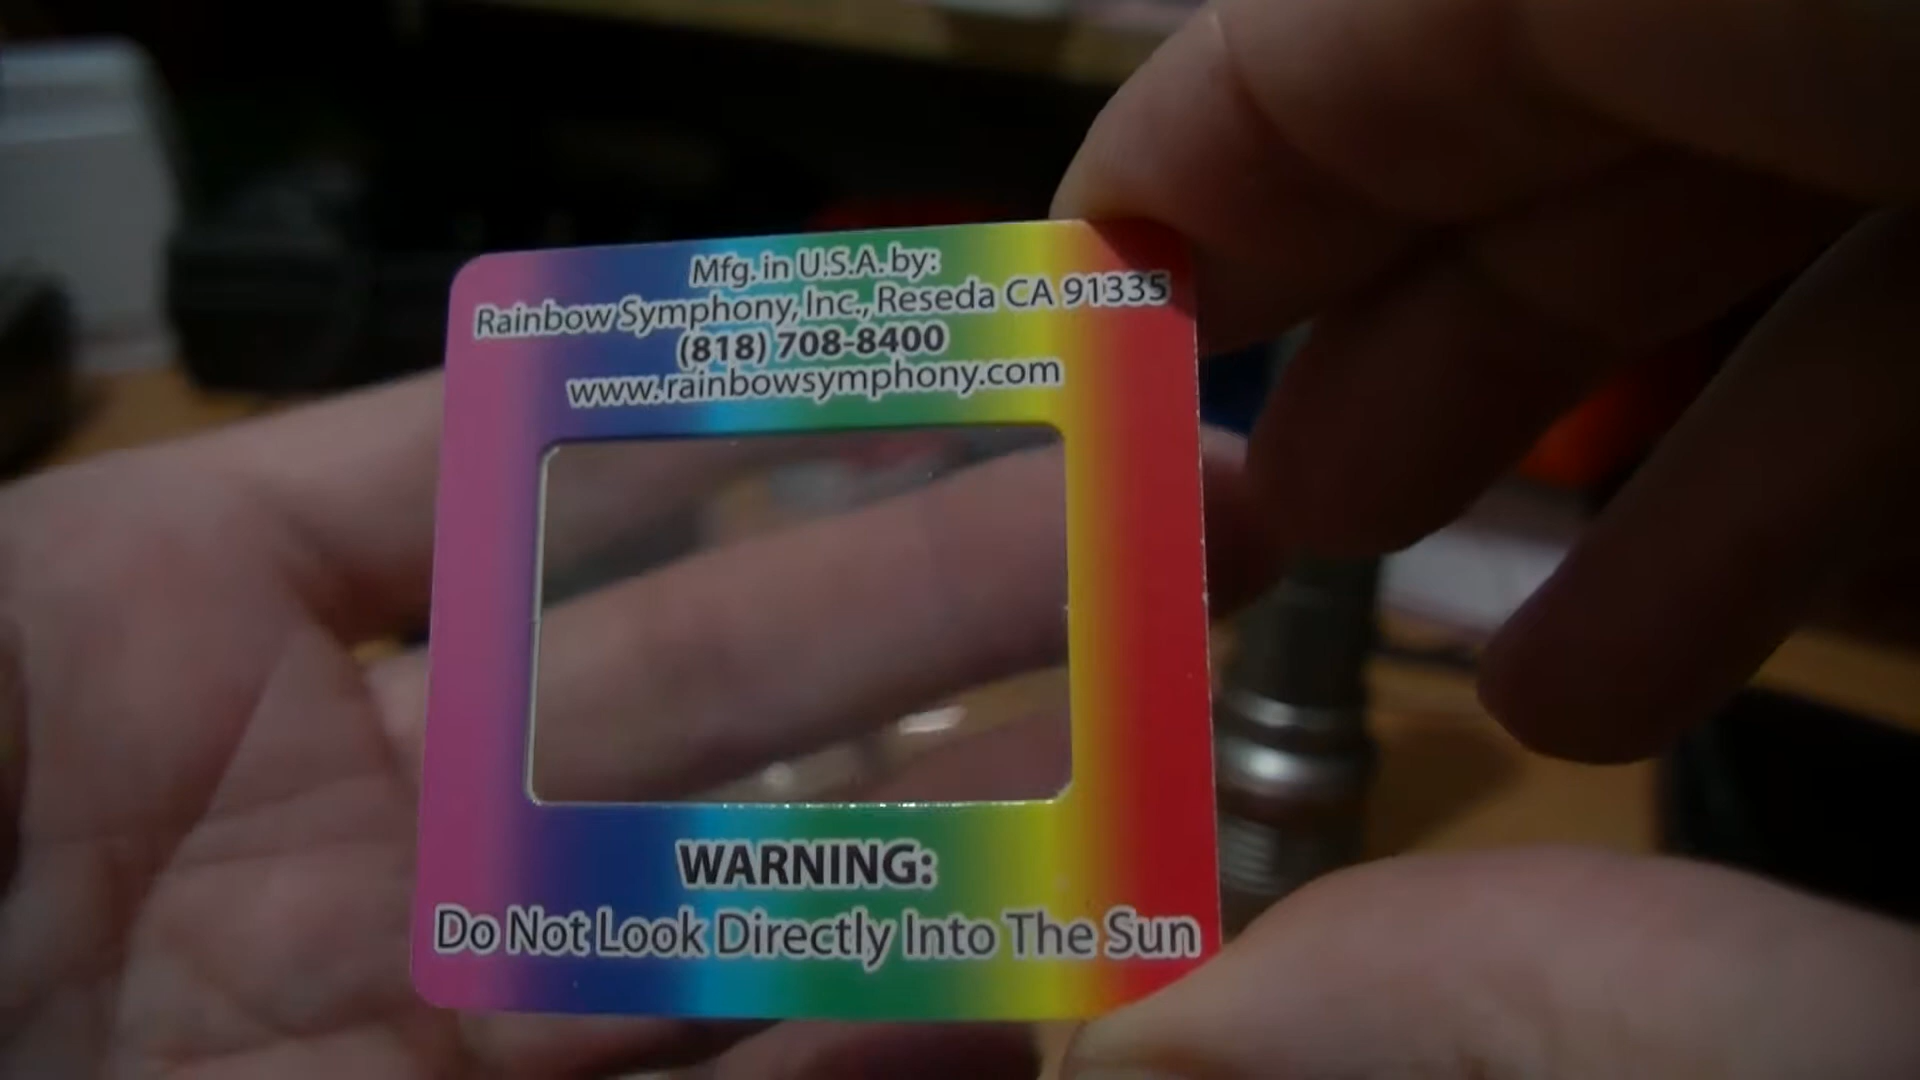 Mfg. in U.S.A. by:
Rainbow Symphony, Inc., Reseda CA 91335
(818) 708-8400
www.rainbowsymphony.com
WARNING:
Do Not Look Directly Into The Sun